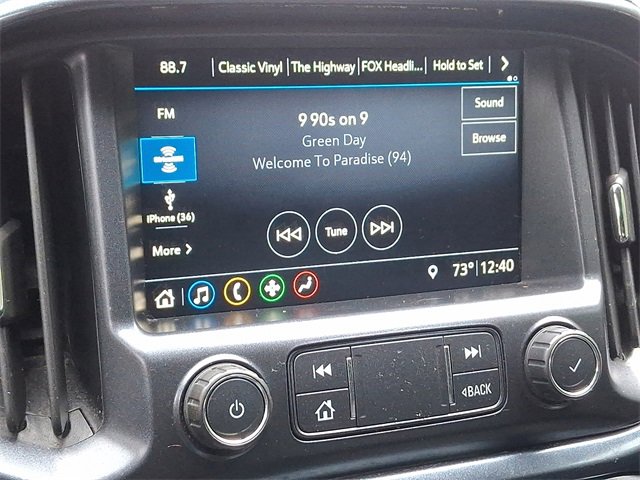 88.7 Classic Vinyl The Highway FOX Headli... Hold to Set
FM
9 90s on 9
Green Day
Welcome To Paradise (94)
Sound
Browse
iPhone (36)
More
Tune
73° 12:40
BACK